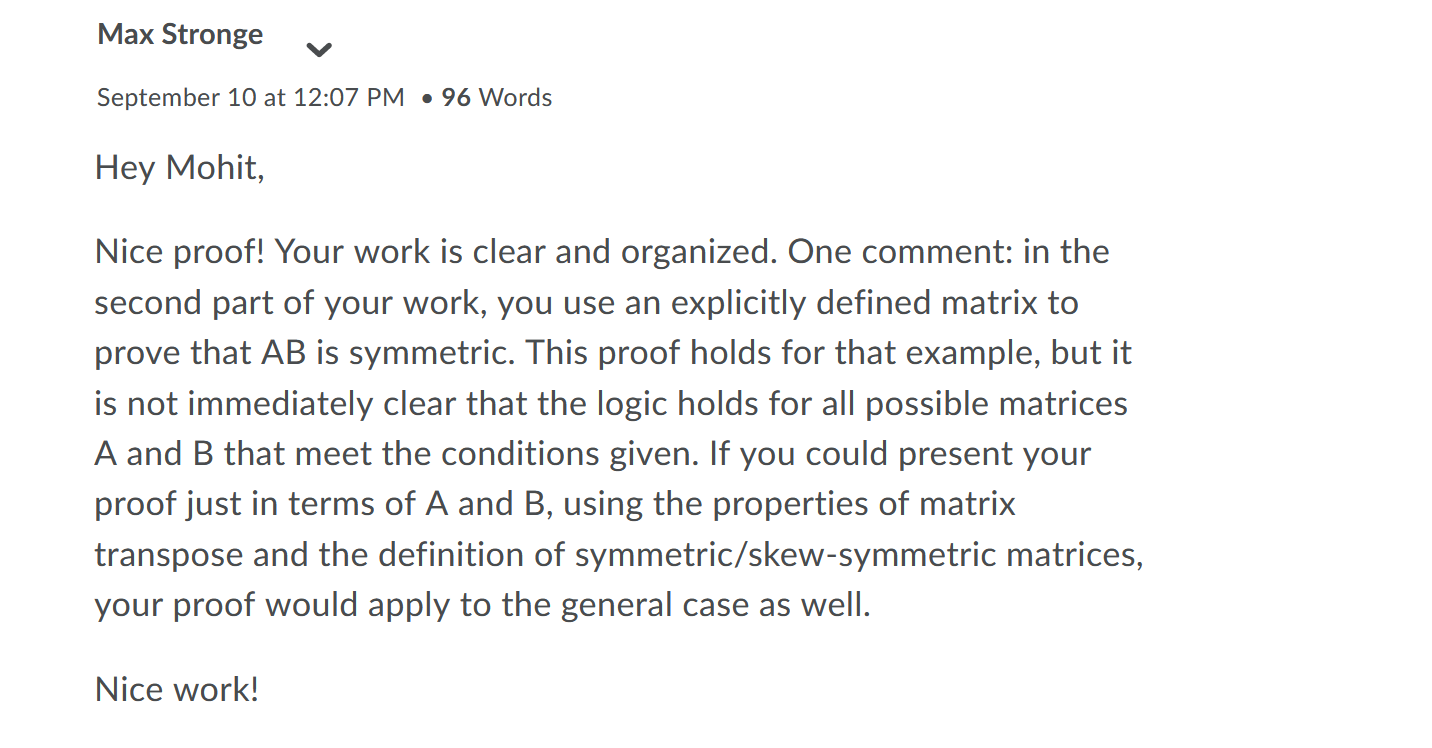 Max Stronge
September 10 at 12:07 PM • 96 Words
Hey Mohit,
Nice proof! Your work is clear and organized. One comment: in the
second part of your work, you use an explicitly defined matrix to
prove that AB is symmetric. This proof holds for that example, but it
is not immediately clear that the logic holds for all possible matrices
A and B that meet the conditions given. If you could present your
proof just in terms of A and B, using the properties of matrix
transpose and the definition of symmetric/skew-symmetric matrices,
your proof would apply to the general case as well.
Nice work!